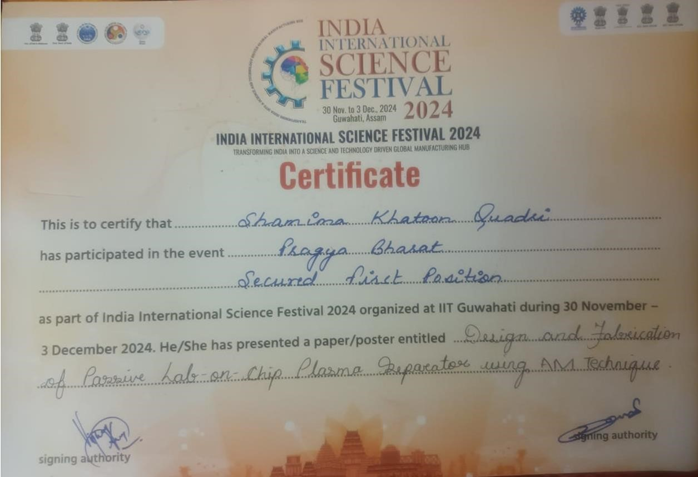 INDIA
INTERNATIONAL
SCIENCE
FESTIVAL
30 Nov. to 3 Dec., 2024
Guwahati, Assam
2024
INDIA INTERNATIONAL SCIENCE FESTIVAL 2024
TRANSFORMING INDIA INTO A SCIENCE AND TECHNOLOGY DRIVEN GLOBAL MANUFACTURING HUB
Certificate
This is to certify that Shamima Khatoon Quadri
has participated in the event Pragya Bharat
Secured First Position
as part of India International Science Festival 2024 organized at IIT Guwahati during 30 November –
3 December 2024. He/She has presented a paper/poster entitled Design and Fabrication
of Passive Lab-on-Chip Plasma Separator using AM Technique.
signing authority
signing authority